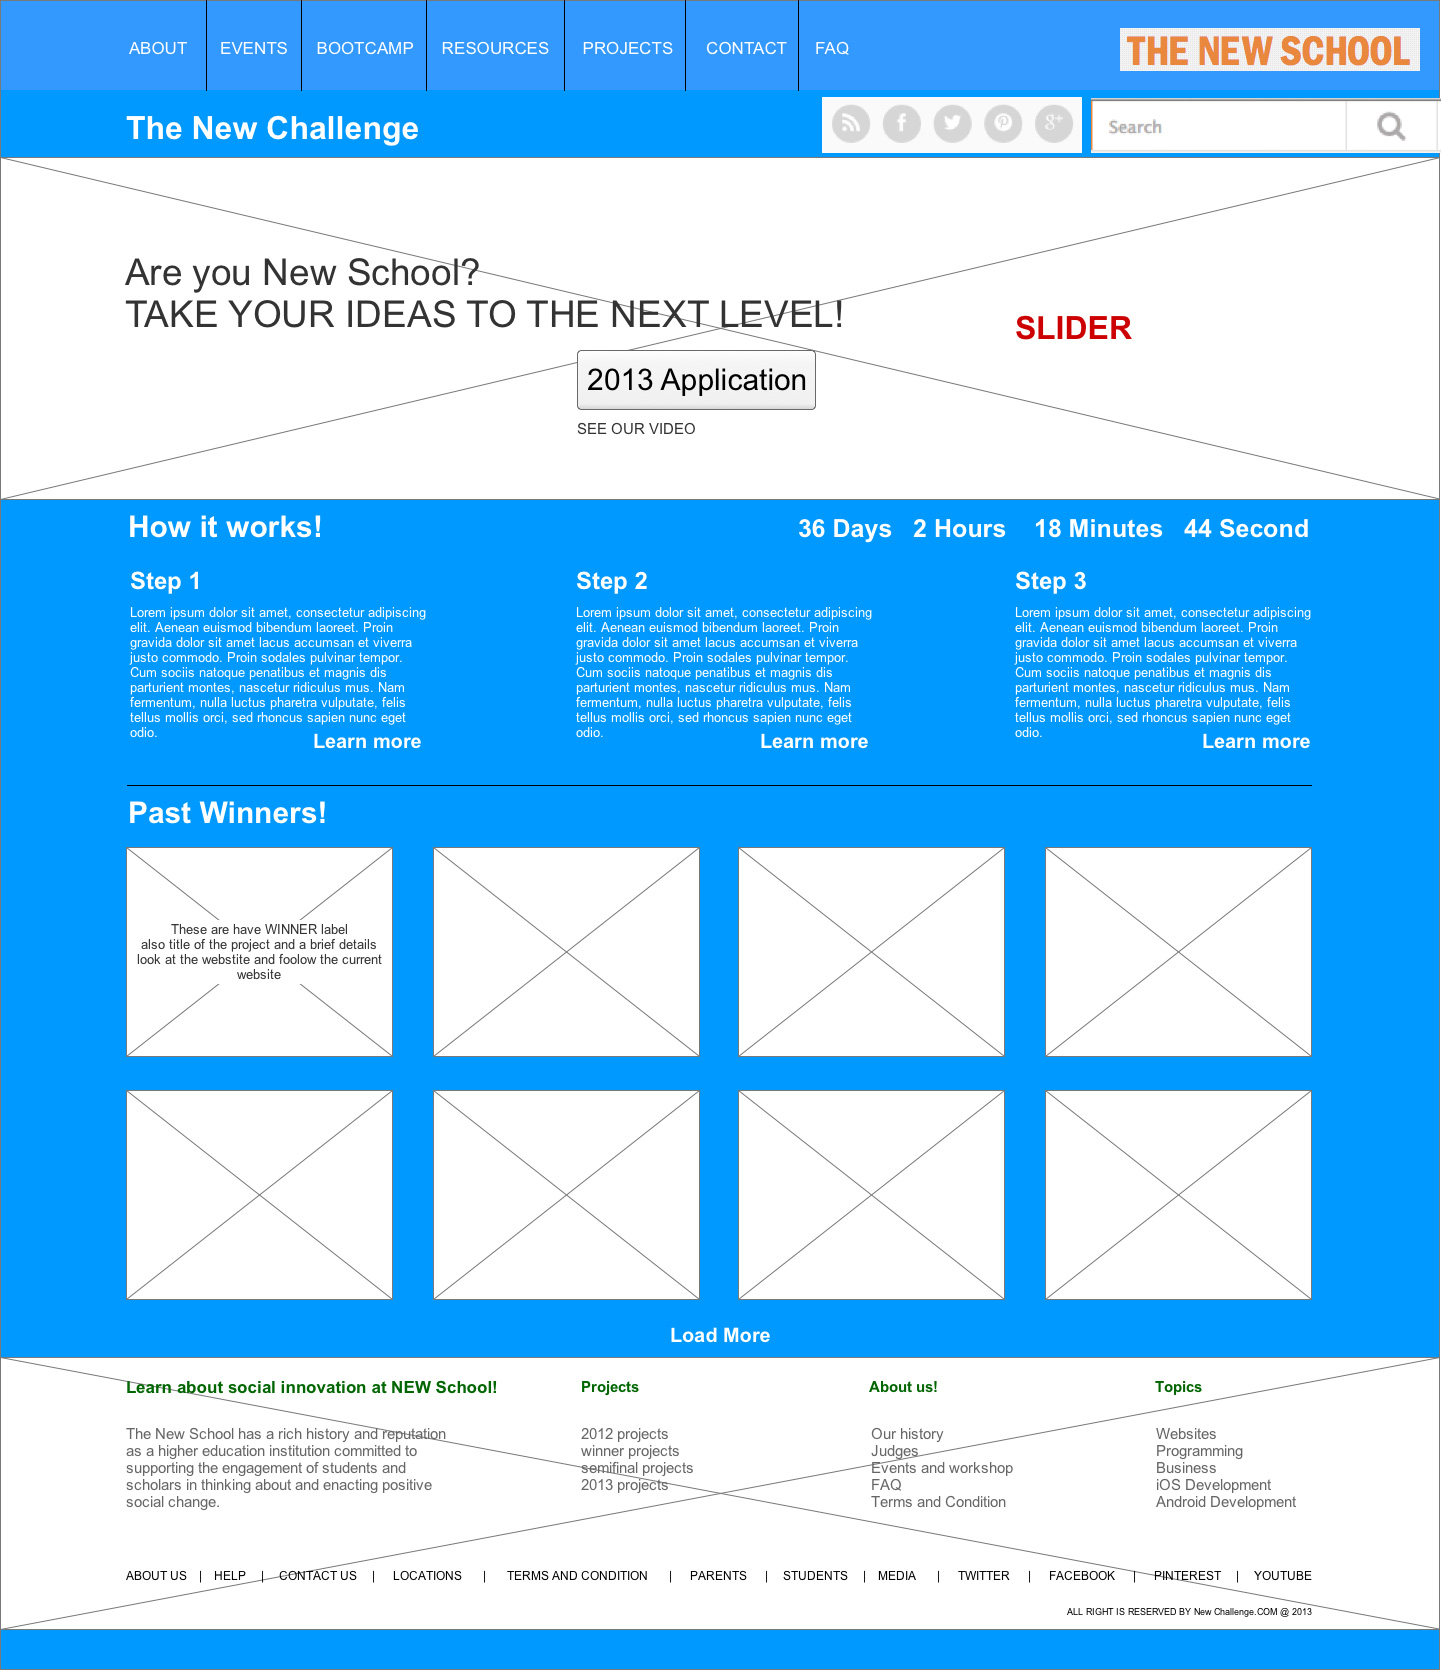 ABOUT EVENTS BOOTCAMP RESOURCES PROJECTS CONTACT FAQ
THE NEW SCHOOL
The New Challenge
Search
Are you New School?
TAKE YOUR IDEAS TO THE NEXT LEVEL!
SLIDER
2013 Application
SEE OUR VIDEO
How it works!
36 Days 2 Hours 18 Minutes 44 Second
Step 1
Lorem ipsum dolor sit amet, consectetur adipiscing
elit. Aenean euismod bibendum laoreet. Proin
gravida dolor sit amet lacus accumsan et viverra
justo commodo. Proin sodales pulvinar tempor.
Cum sociis natoque penatibus et magnis dis
parturient montes, nascetur ridiculus mus. Nam
fermentum, nulla luctus pharetra vulputate, felis
tellus mollis orci, sed rhoncus sapien nunc eget
odio.
Learn more
Step 2
Lorem ipsum dolor sit amet, consectetur adipiscing
elit. Aenean euismod bibendum laoreet. Proin
gravida dolor sit amet lacus accumsan et viverra
justo commodo. Proin sodales pulvinar tempor.
Cum sociis natoque penatibus et magnis dis
parturient montes, nascetur ridiculus mus. Nam
fermentum, nulla luctus pharetra vulputate, felis
tellus mollis orci, sed rhoncus sapien nunc eget
odio.
Learn more
Step 3
Lorem ipsum dolor sit amet, consectetur adipiscing
elit. Aenean euismod bibendum laoreet. Proin
gravida dolor sit amet lacus accumsan et viverra
justo commodo. Proin sodales pulvinar tempor.
Cum sociis natoque penatibus et magnis dis
parturient montes, nascetur ridiculus mus. Nam
fermentum, nulla luctus pharetra vulputate, felis
tellus mollis orci, sed rhoncus sapien nunc eget
odio.
Learn more
Past Winners!
These are have WINNER label
also title of the project and a brief details
look at the webstite and foolow the current
website
Load More
Learn about social innovation at NEW School!
The New School has a rich history and reputation
as a higher education institution committed to
supporting the engagement of students and
scholars in thinking about and enacting positive
social change.
Projects
2012 projects
winner projects
semifinal projects
2013 projects
About us!
Our history
Judges
Events and workshop
FAQ
Terms and Condition
Topics
Websites
Programming
Business
iOS Development
Android Development
ABOUT US | HELP | CONTACT US | LOCATIONS | TERMS AND CONDITION | PARENTS | STUDENTS | MEDIA | TWITTER | FACEBOOK | PINTEREST | YOUTUBE
ALL RIGHT IS RESERVED BY New Challenge.COM @ 2013